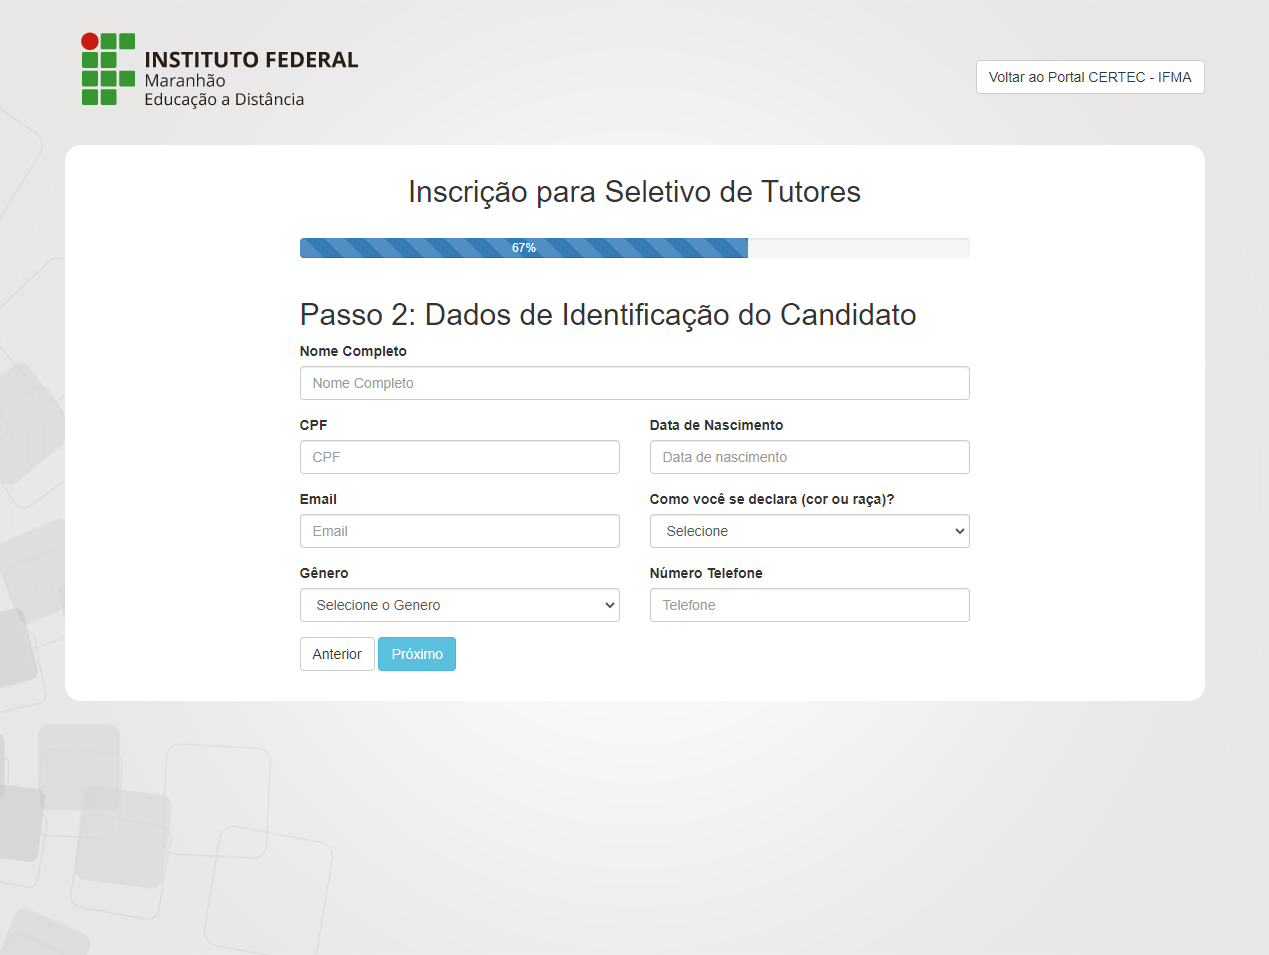 INSTITUTO FEDERAL
Maranhão
Educação a Distância
Voltar ao Portal CERTEC - IFMA
Inscrição para Seletivo de Tutores
67%
Passo 2: Dados de Identificação do Candidato
Nome Completo
Nome Completo
CPF
CPF
Data de Nascimento
Data de nascimento
Email
Email
Como você se declara (cor ou raça)?
Selecione
Gênero
Selecione o Genero
Número Telefone
Telefone
Anterior
Próximo